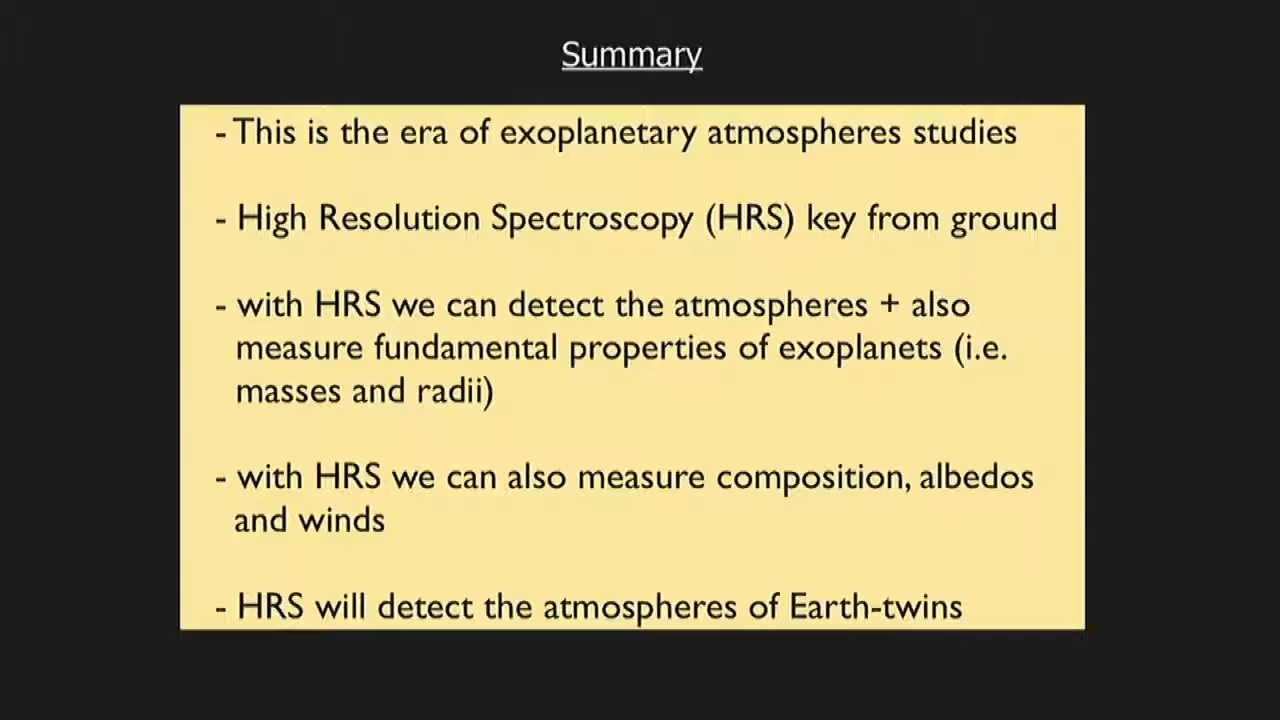 Summary
- This is the era of exoplanetary atmospheres studies
- High Resolution Spectroscopy (HRS) key from ground
- with HRS we can detect the atmospheres + also
measure fundamental properties of exoplanets (i.e.
masses and radii)
- with HRS we can also measure composition, albedos
and winds
- HRS will detect the atmospheres of Earth-twins